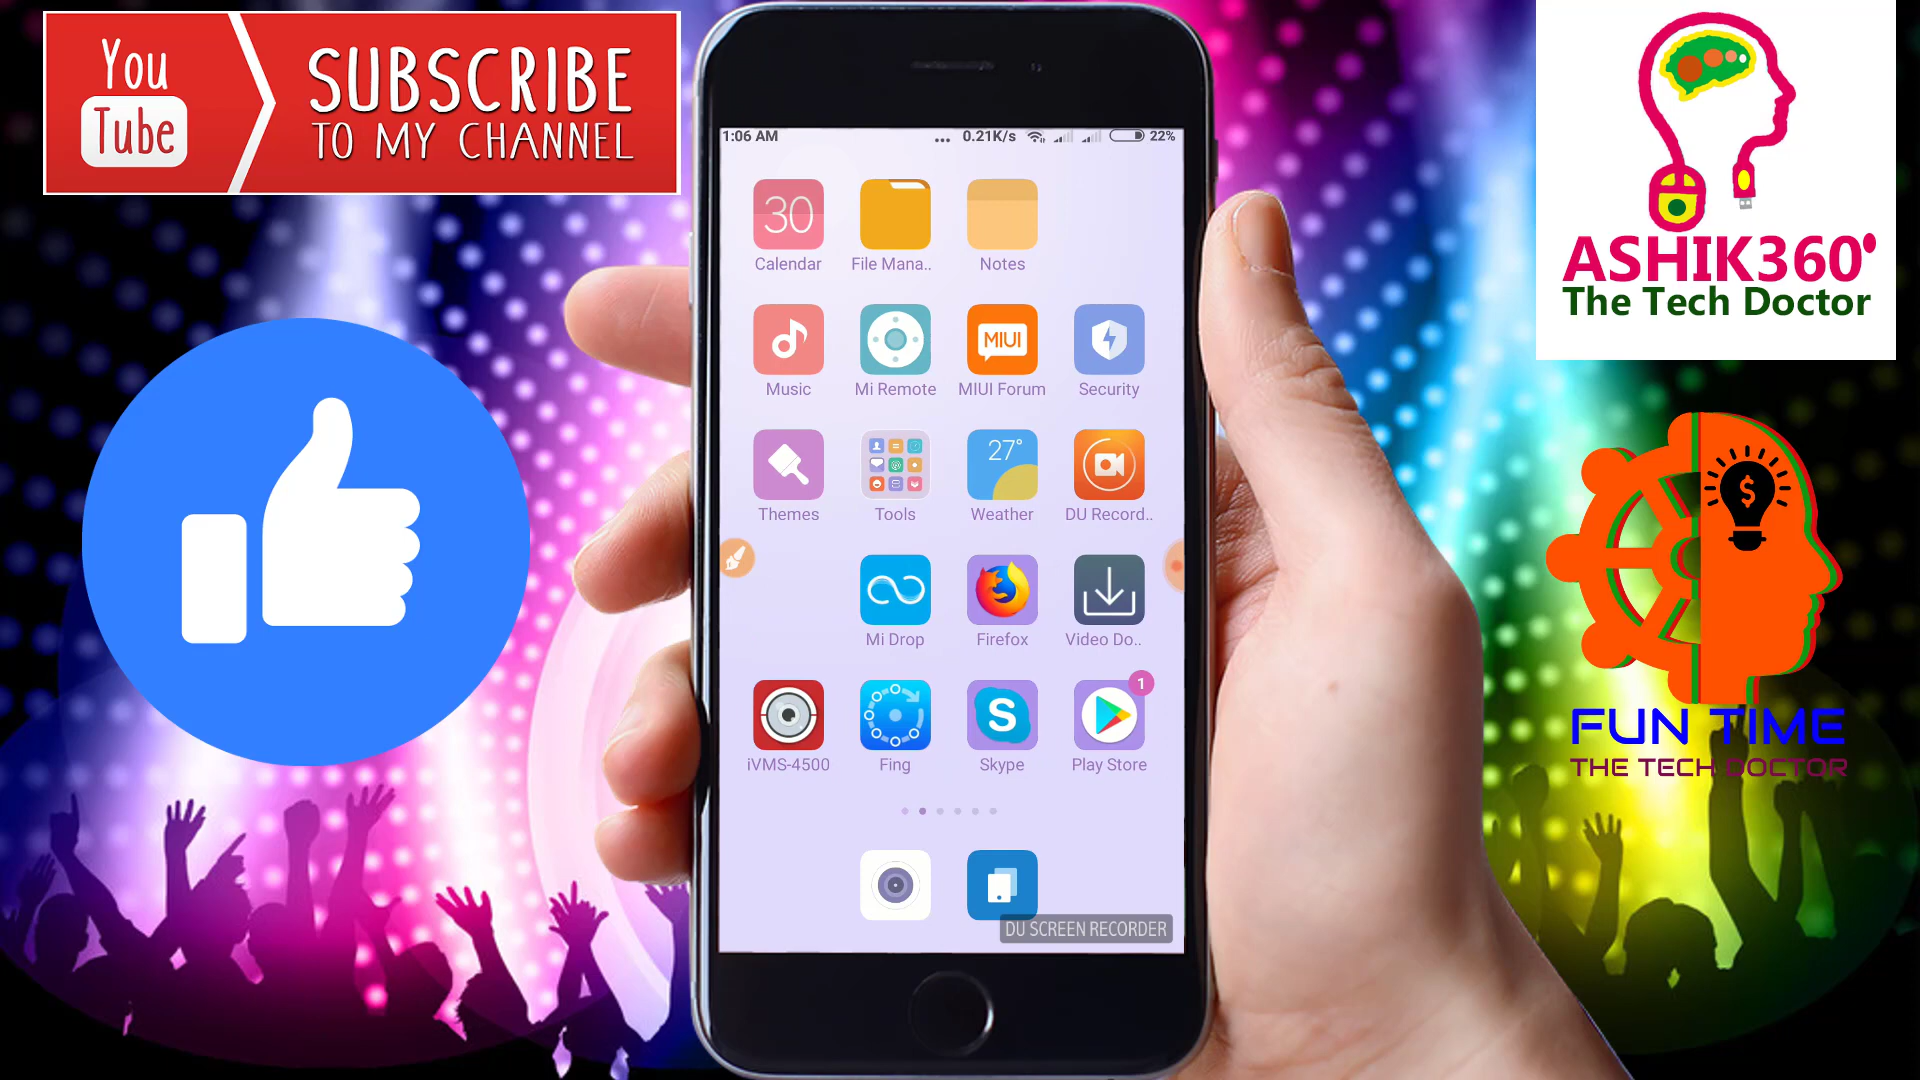 You
Tube
SUBSCRIBE
TO MY CHANNEL
1:06 AM
... 0.21K/s 22%
30
Calendar
File Mana..
Notes
MIUI
Music
Mi Remote
MIUI Forum
Security
27°
Themes
Tools
Weather
DU Record..
Mi Drop
Firefox
Video Do..
S
1
iVMS-4500
Fing
Skype
Play Store
DU SCREEN RECORDER
ASHIK360°
The Tech Doctor
$
FUN TIME
THE TECH DOCTOR